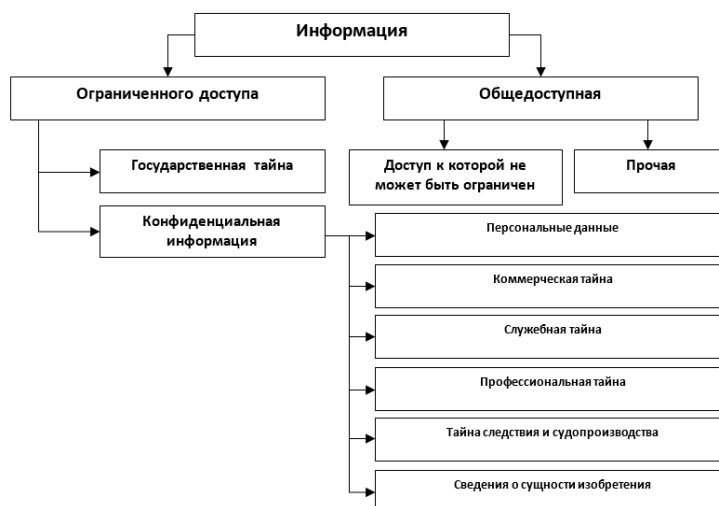 Информация
Ограниченного доступа
Общедоступная
Государственная тайна
Доступ к которой не
может быть ограничен
Прочая
Конфиденциальная
информация
Персональные данные
Коммерческая тайна
Служебная тайна
Профессиональная тайна
Тайна следствия и судопроизводства
Сведения о сущности изобретения